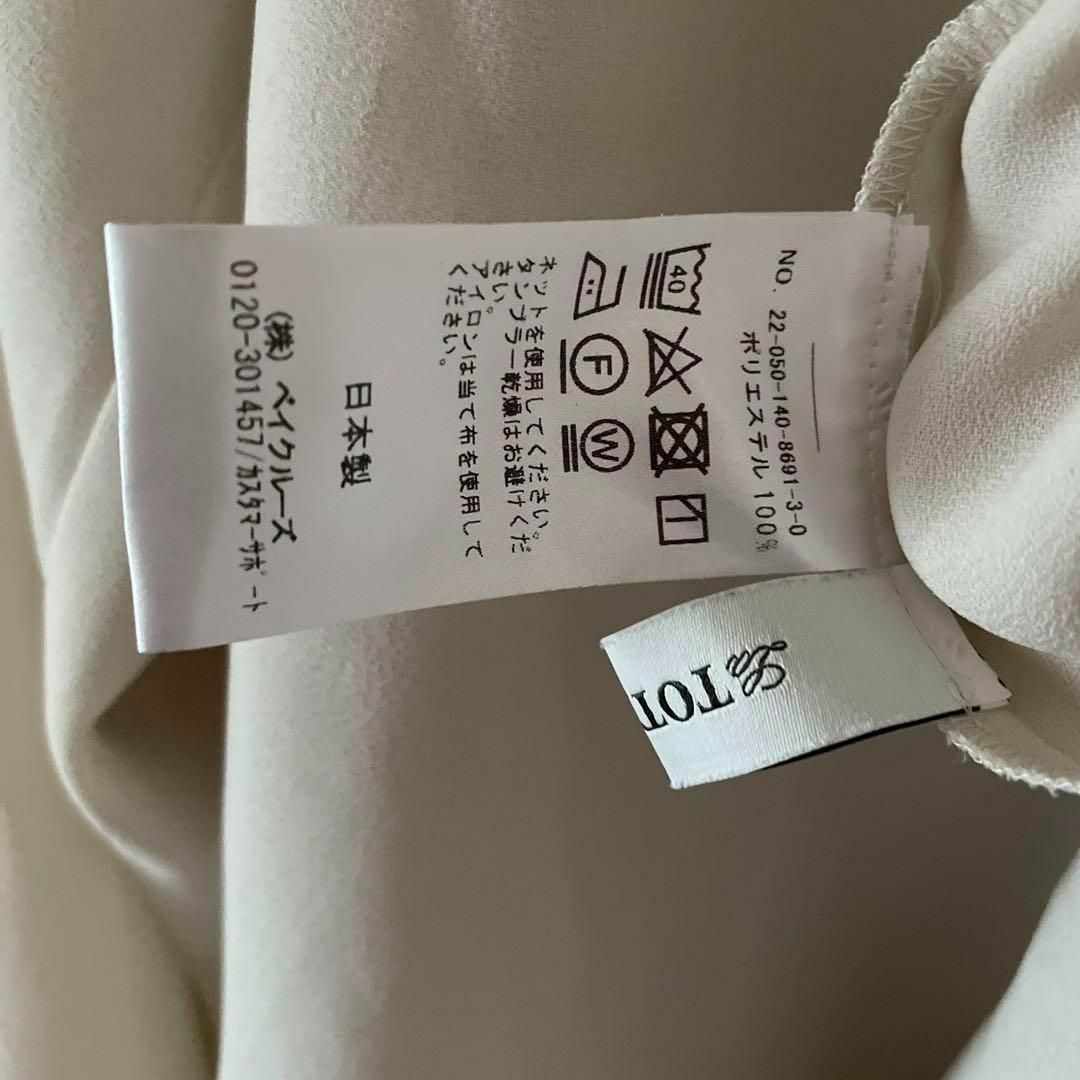 NO. 22-050-140-8691-3-0
ポリエステル 100%
40
F
W
ネットを使用してください。
タンブラー乾燥はお避けくだ
さい。
アイロンは当て布を使用して
ください。
日本製
(株) ベイクルーズ
0120-301457/カスタマーサポート
La TOT